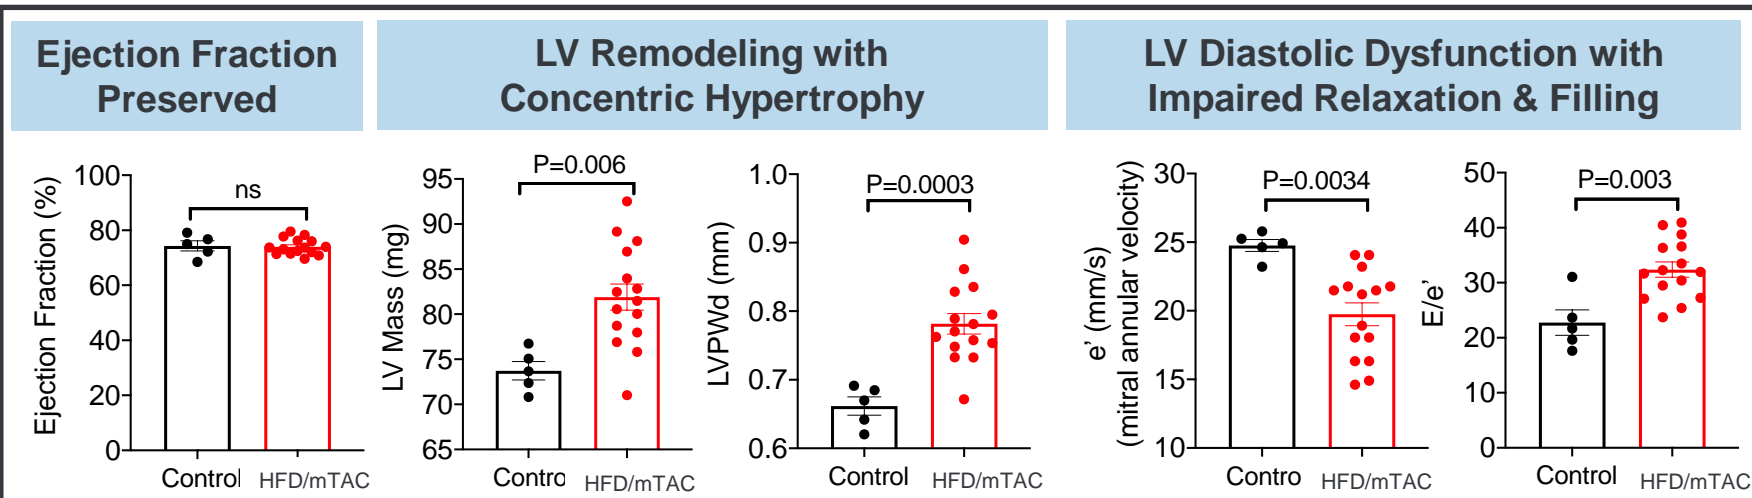 Ejection Fraction
Preserved
LV Remodeling with
Concentric Hypertrophy
LV Diastolic Dysfunction with
Impaired Relaxation & Filling
Ejection Fraction (%)
100
80
60
40
20
0
ns
Control
HFD/mTAC
LV Mass (mg)
95
90
85
80
75
70
65
P=0.006
Contro
HFD/mTAC
LVPWd (mm)
1.0
0.9
0.8
0.7
0.6
P=0.0003
Control
HFD/mTAC
e’ (mm/s)
(mitral annular velocity)
30
25
20
15
10
P=0.0034
Contro
HFD/mTAC
E/e’
50
40
30
20
10
0
P=0.003
Control
HFD/mTAC